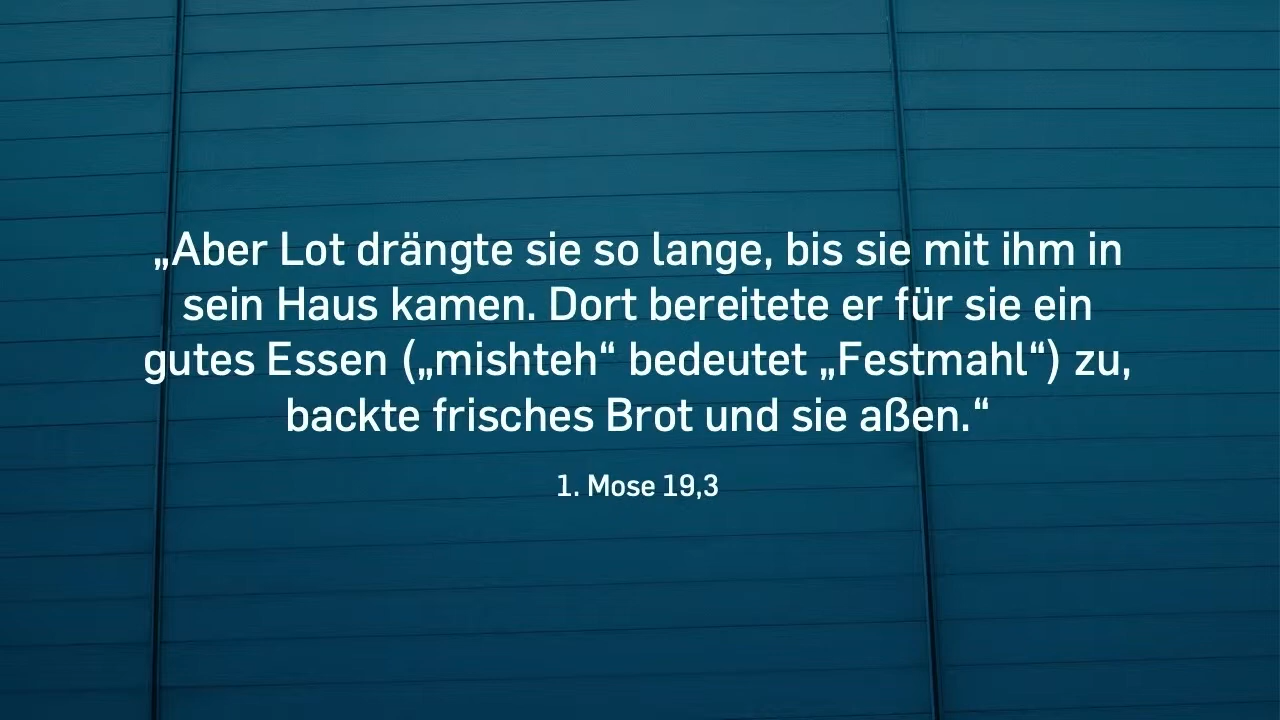 „Aber Lot drängte sie so lange, bis sie mit ihm in
sein Haus kamen. Dort bereitete er für sie ein
gutes Essen („mishteh“ bedeutet „Festmahl“) zu,
backte frisches Brot und sie aßen.“
1. Mose 19,3